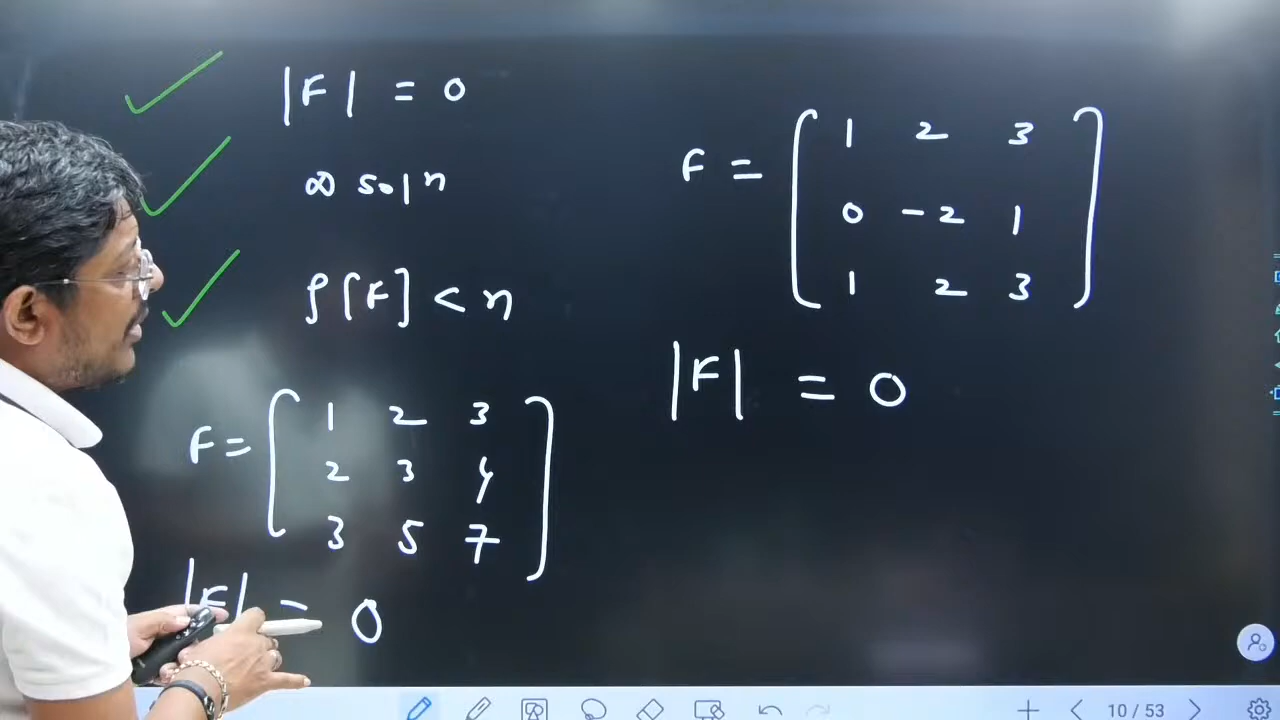 |F| = 0
∞ solⁿ
ρ[F] < n
F = [ 1 2 3
2 3 4
3 5 7 ]
|F| = 0
F = [ 1 2 3
0 -2 1
1 2 3 ]
|F| = 0
10 / 53